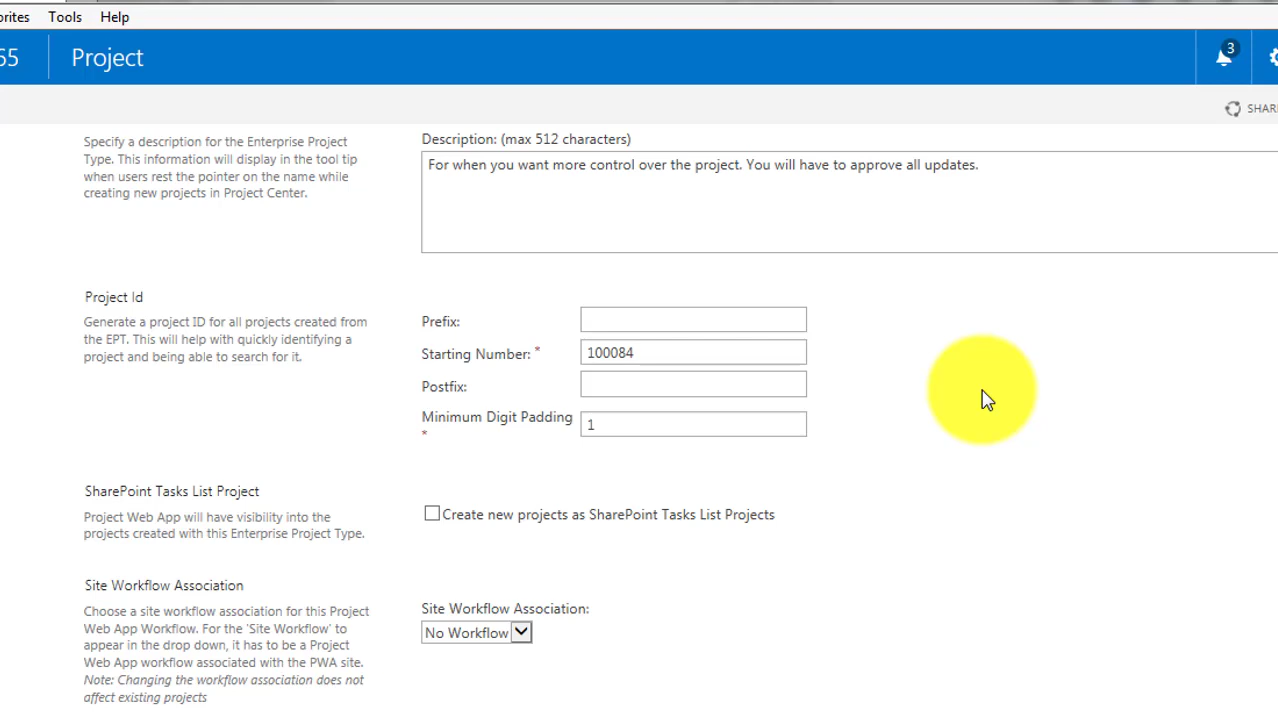 orites Tools Help
65 Project 3
SHAR
Specify a description for the Enterprise Project
Type. This information will display in the tool tip
when users rest the pointer on the name while
creating new projects in Project Center.
Description: (max 512 characters)
For when you want more control over the project. You will have to approve all updates.
Project Id
Generate a project ID for all projects created from
the EPT. This will help with quickly identifying a
project and being able to search for it.
Prefix:
Starting Number: * 100084
Postfix:
Minimum Digit Padding 1
*
SharePoint Tasks List Project
Project Web App will have visibility into the
projects created with this Enterprise Project Type.
Create new projects as SharePoint Tasks List Projects
Site Workflow Association
Choose a site workflow association for this Project
Web App Workflow. For the 'Site Workflow' to
appear in the drop down, it has to be a Project
Web App workflow associated with the PWA site.
Note: Changing the workflow association does not
affect existing projects
Site Workflow Association:
No Workflow